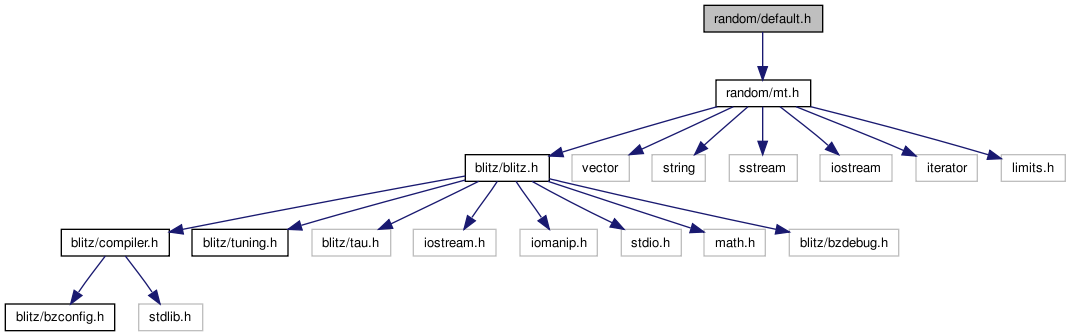 random/default.h
random/mt.h
blitz/blitz.h
vector
string
sstream
iostream
iterator
limits.h
blitz/compiler.h
blitz/tuning.h
blitz/tau.h
iostream.h
iomanip.h
stdio.h
math.h
blitz/bzdebug.h
blitz/bzconfig.h
stdlib.h